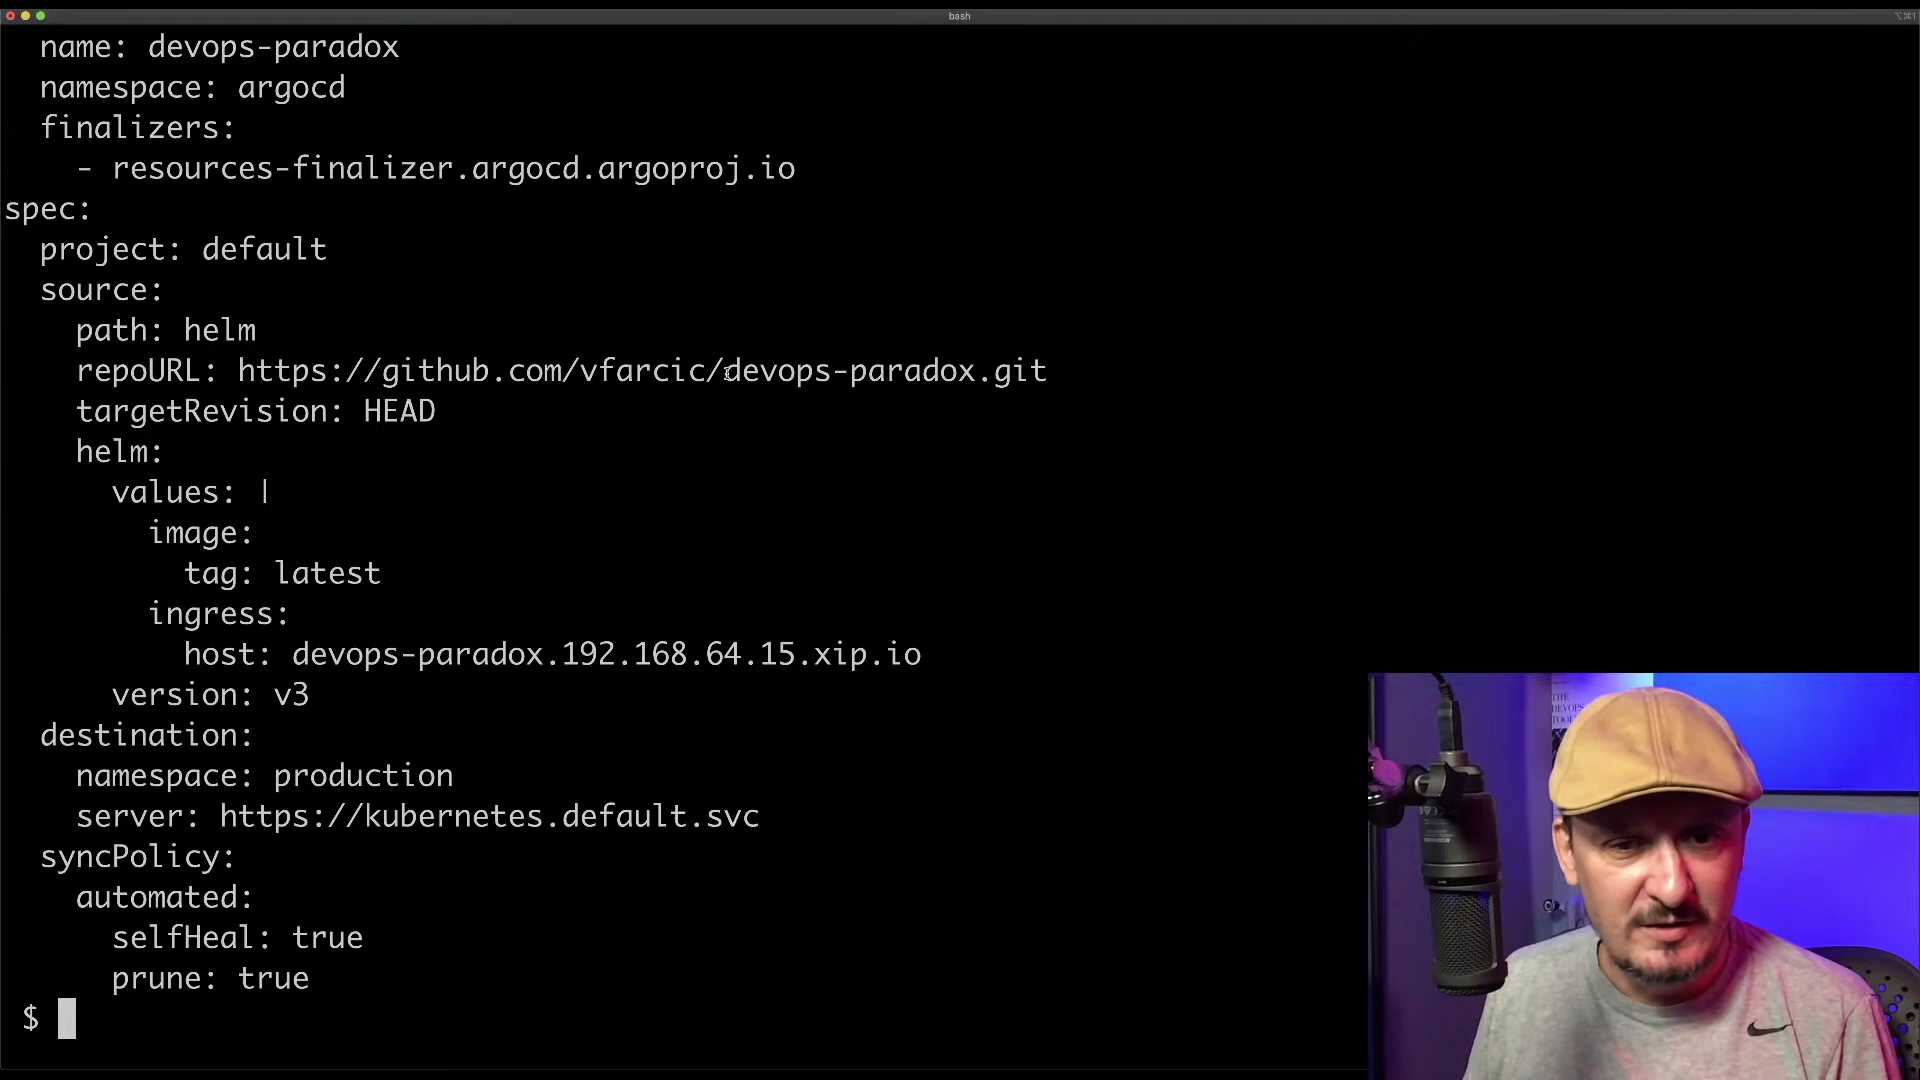 bash
⌥⌘1
name: devops-paradox
namespace: argocd
finalizers:
- resources-finalizer.argocd.argoproj.io
spec:
project: default
source:
path: helm
repoURL: https://github.com/vfarcic/devops-paradox.git
targetRevision: HEAD
helm:
values: |
image:
tag: latest
ingress:
host: devops-paradox.192.168.64.15.xip.io
version: v3
destination:
namespace: production
server: https://kubernetes.default.svc
syncPolicy:
automated:
selfHeal: true
prune: true
$
THE
DEVOPS